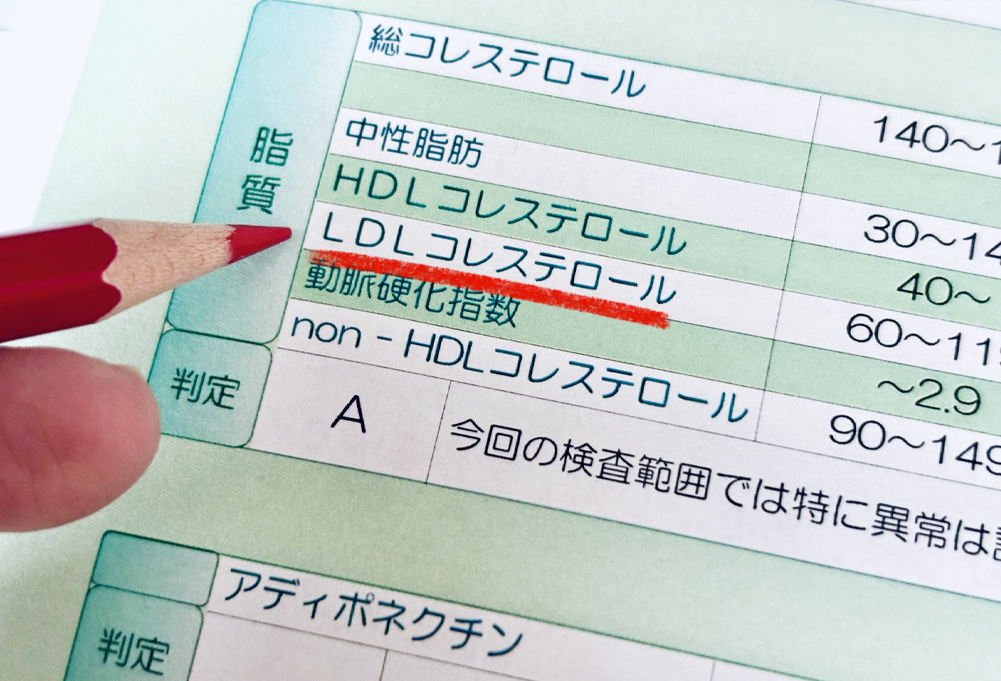 脂質
総コレステロール 140〜1
中性脂肪 30〜14
HDLコレステロール 40〜
LDLコレステロール 60〜11
動脈硬化指数 〜2.9
non-HDLコレステロール 90〜149
判定 A 今回の検査範囲では特に異常は
アディポネクチン
判定